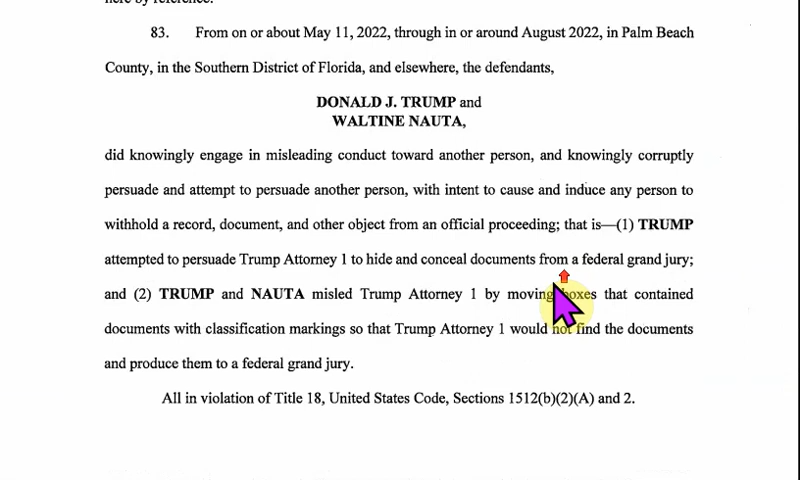 here by reference.
83. From on or about May 11, 2022, through in or around August 2022, in Palm Beach
County, in the Southern District of Florida, and elsewhere, the defendants,
DONALD J. TRUMP and
WALTINE NAUTA,
did knowingly engage in misleading conduct toward another person, and knowingly corruptly
persuade and attempt to persuade another person, with intent to cause and induce any person to
withhold a record, document, and other object from an official proceeding; that is—(1) TRUMP
attempted to persuade Trump Attorney 1 to hide and conceal documents from a federal grand jury;
and (2) TRUMP and NAUTA misled Trump Attorney 1 by moving boxes that contained
documents with classification markings so that Trump Attorney 1 would not find the documents
and produce them to a federal grand jury.
All in violation of Title 18, United States Code, Sections 1512(b)(2)(A) and 2.